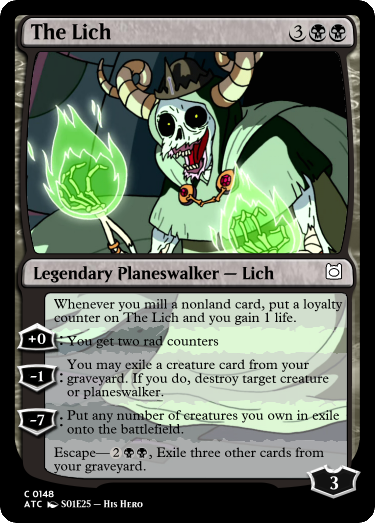 The Lich 3
Legendary Planeswalker — Lich
Whenever you mill a nonland card, put a loyalty
counter on The Lich and you gain 1 life.
+0 : You get two rad counters
You may exile a creature card from your
-1 : graveyard. If you do, destroy target creature
or planeswalker.
-7 : Put any number of creatures you own in exile
onto the battlefield.
Escape— 2 , Exile three other cards from
your graveyard.
3
C 0148
ATC S01E25 — His Hero